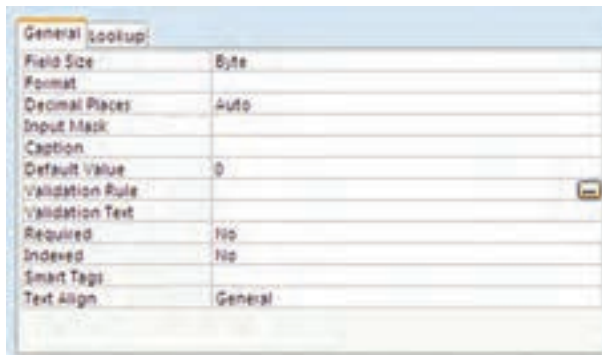 General Lookup
Field Size Byte
Format
Decimal Places Auto
Input Mask
Caption
Default Value 0
Validation Rule ...
Validation Text
Required No
Indexed No
Smart Tags
Text Align General